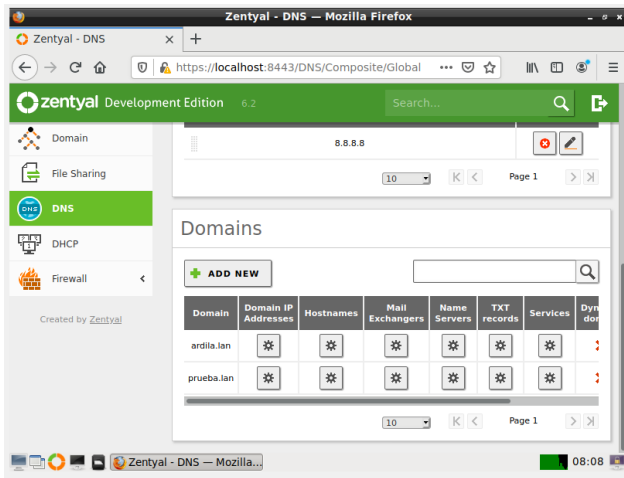 Zentyal - DNS — Mozilla Firefox
Zentyal - DNS
https://localhost:8443/DNS/Composite/Global
zentyal Development Edition 6.2
Search...
Domain
File Sharing
DNS
DNS
DHCP
Firewall
Created by Zentyal
8.8.8.8
10 Page 1
Domains
ADD NEW
Domain Domain IP Addresses Hostnames Mail Exchangers Name Servers TXT records Services
ardila.lan
prueba.lan
10 Page 1
Zentyal - DNS — Mozilla...
08:08